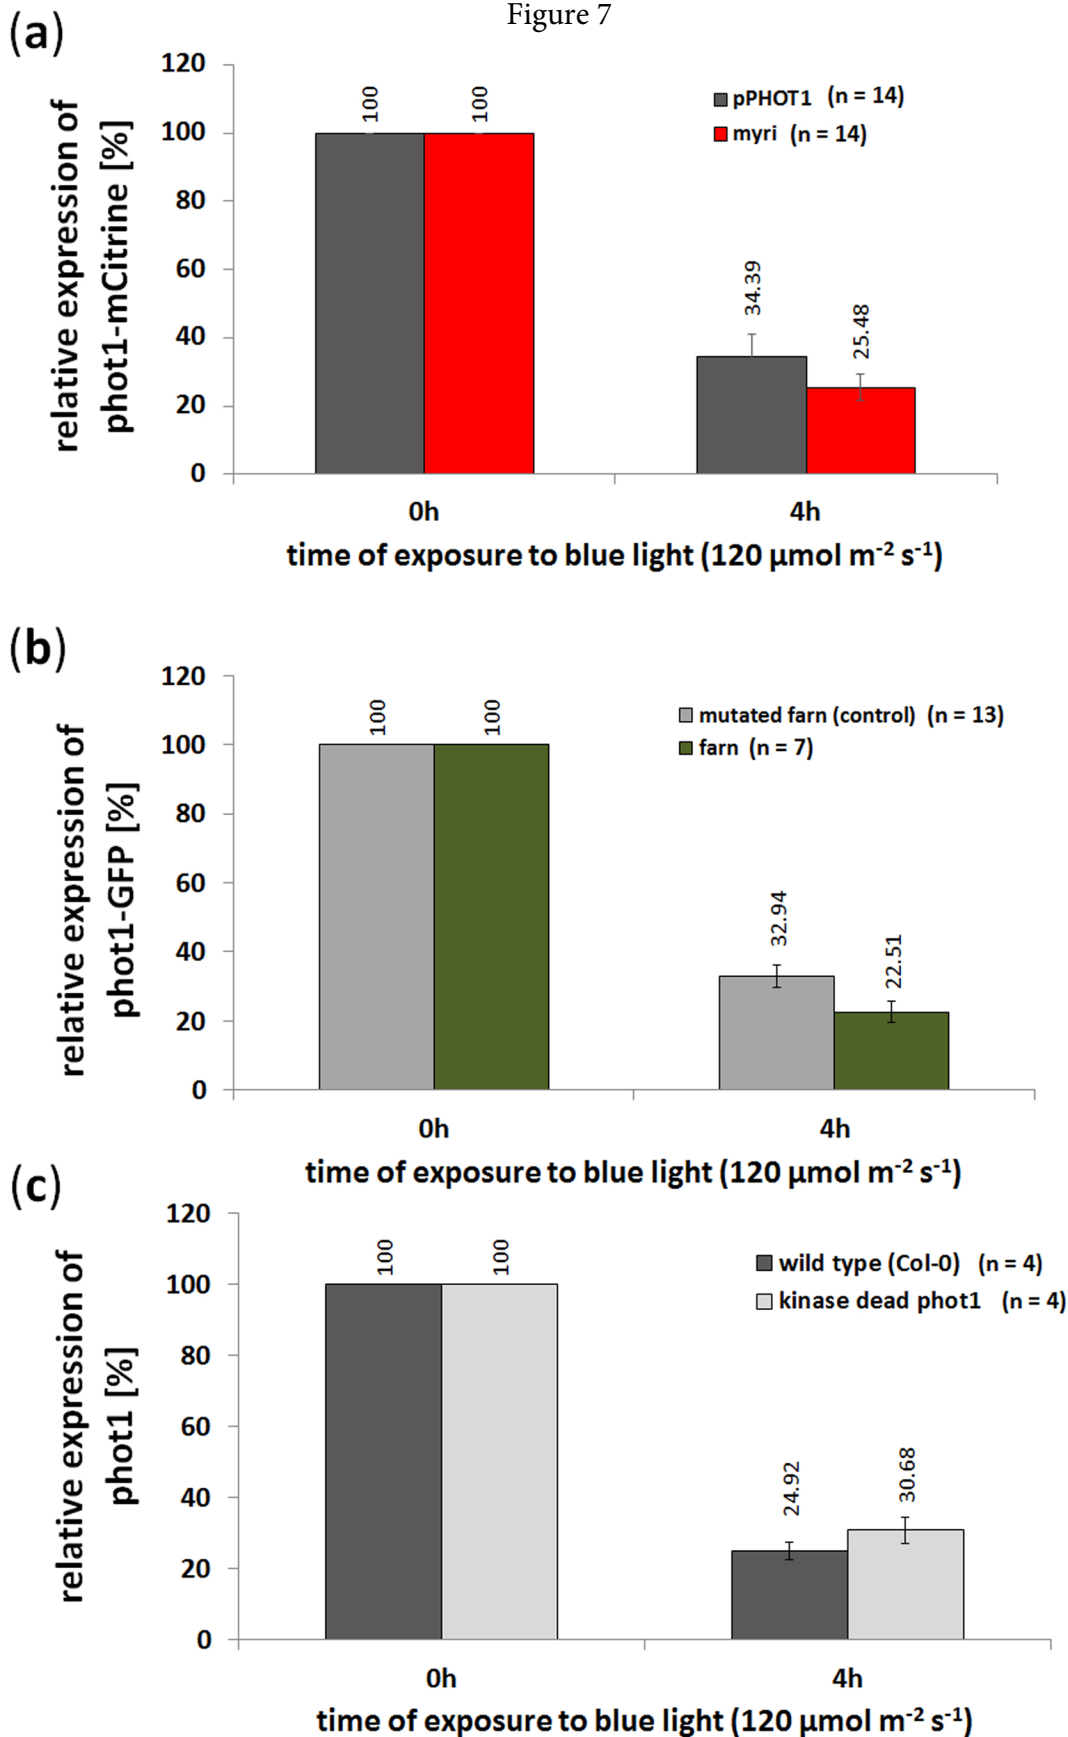 Figure 7
(a)
relative expression of
phot1-mCitrine [%]
120
100
80
60
40
20
0
100
100
34.39
25.48
pPHOT1 (n = 14)
myri (n = 14)
0h
4h
time of exposure to blue light (120 μmol m⁻² s⁻¹)
(b)
relative expression of
phot1-GFP [%]
120
100
80
60
40
20
0
100
100
32.94
22.51
mutated farn (control) (n = 13)
farn (n = 7)
0h
4h
time of exposure to blue light (120 μmol m⁻² s⁻¹)
(c)
relative expression of
phot1 [%]
120
100
80
60
40
20
0
100
100
24.92
30.68
wild type (Col-0) (n = 4)
kinase dead phot1 (n = 4)
0h
4h
time of exposure to blue light (120 μmol m⁻² s⁻¹)